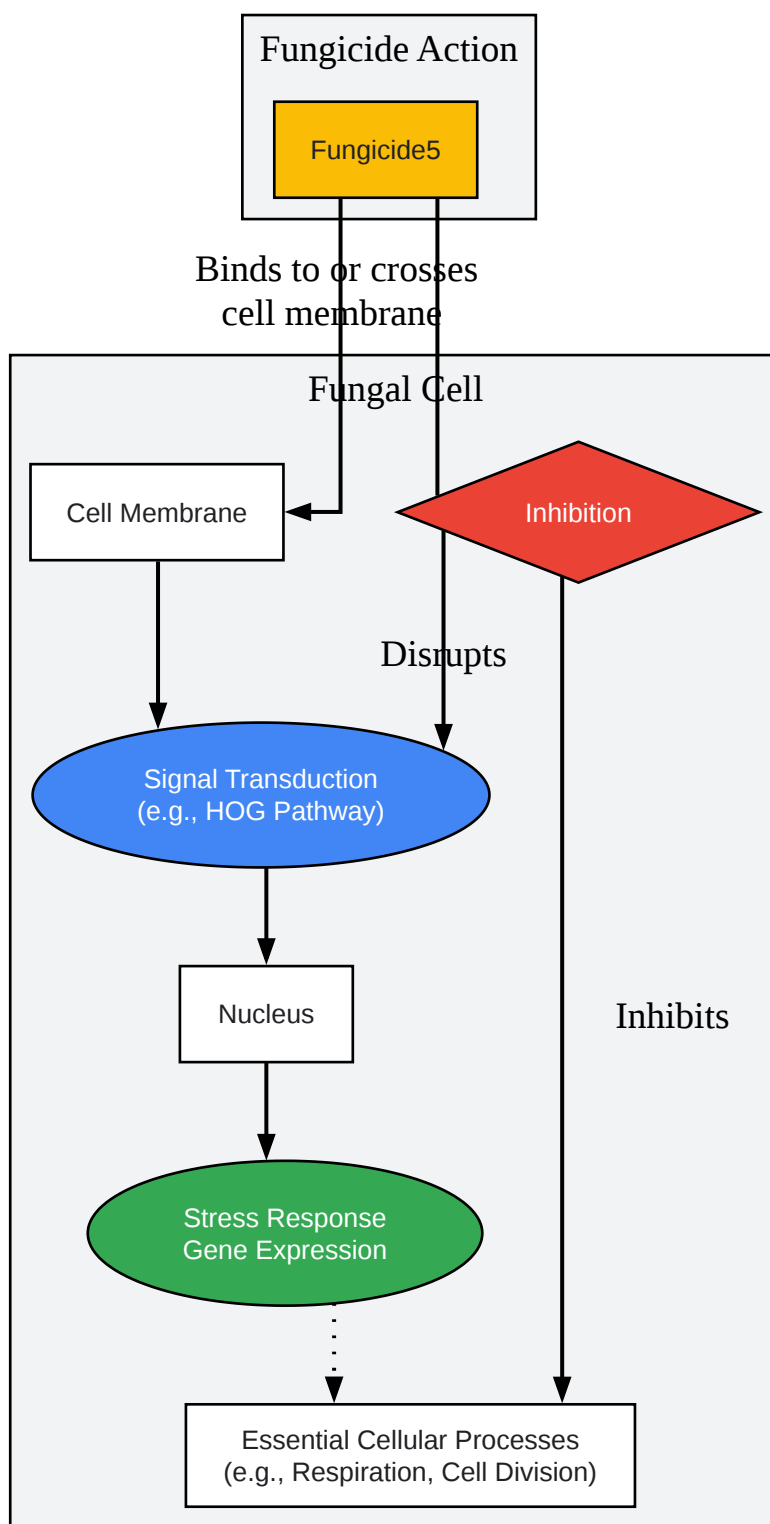 Fungicide Action
Fungicide5
Binds to or crosses
cell membrane
Fungal Cell
Cell Membrane
Inhibition
Disrupts
Signal Transduction
(e.g., HOG Pathway)
Nucleus
Inhibits
Stress Response
Gene Expression
Essential Cellular Processes
(e.g., Respiration, Cell Division)